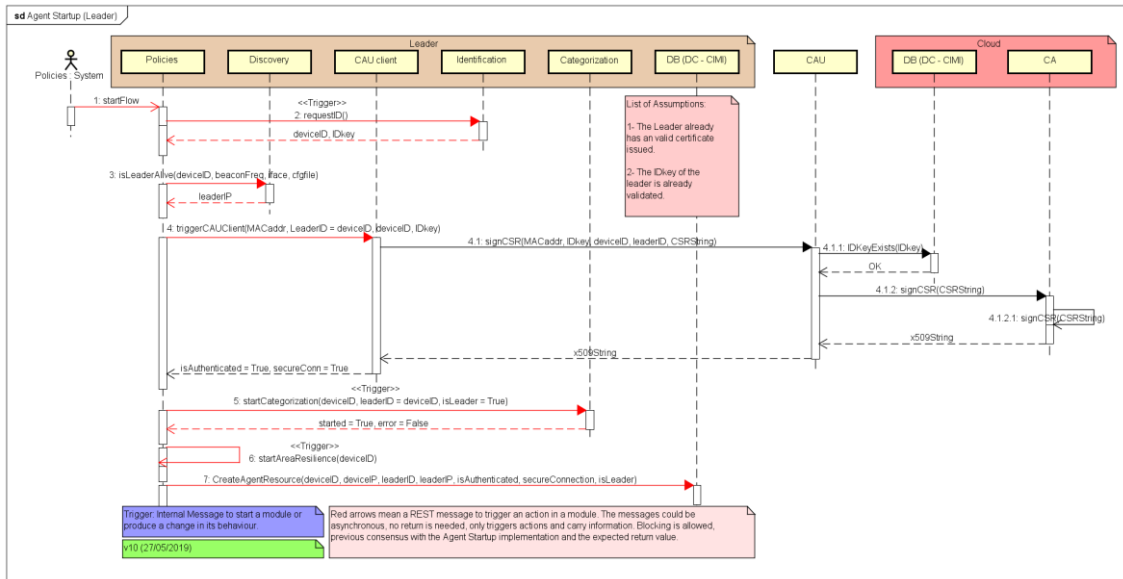 sd Agent Startup (Leader)
Leader
Cloud
Policies : System
Policies
Discovery
CAU client
Identification
Categorization
DB (DC - CIMI)
CAU
DB (DC - CIMI)
CA
1: startFlow
<<Trigger>>
2: requestID()
deviceID, IDkey
List of Assumptions:
1- The Leader already
has an valid certificate
issued.
2- The IDkey of the
leader is already
validated.
3: isLeaderAlive(deviceID, beaconFreq, iface, cfgfile)
leaderIP
4: triggerCAUClient(MACaddr, LeaderID = deviceID, deviceID, IDkey)
4.1: signCSR(MACaddr, IDkey, deviceID, leaderID, CSRString)
4.1.1: IDKeyExists(IDkey)
OK
4.1.2: signCSR(CSRString)
4.1.2.1: signCSR(CSRString)
x509String
x509String
isAuthenticated = True, secureConn = True
<<Trigger>>
5: startCategorization(deviceID, leaderID = deviceID, isLeader = True)
started = True, error = False
<<Trigger>>
6: startAreaResilience(deviceID)
7: CreateAgentResource(deviceID, deviceIP, leaderID, leaderIP, isAuthenticated, secureConnection, isLeader)
Trigger: Internal Message to start a module or
produce a change in its behaviour.
v10 (27/05/2019)
Red arrows mean a REST message to trigger an action in a module. The messages could be
asynchronous, no return is needed, only triggers actions and carry information. Blocking is allowed,
previous consensus with the Agent Startup implementation and the expected return value.